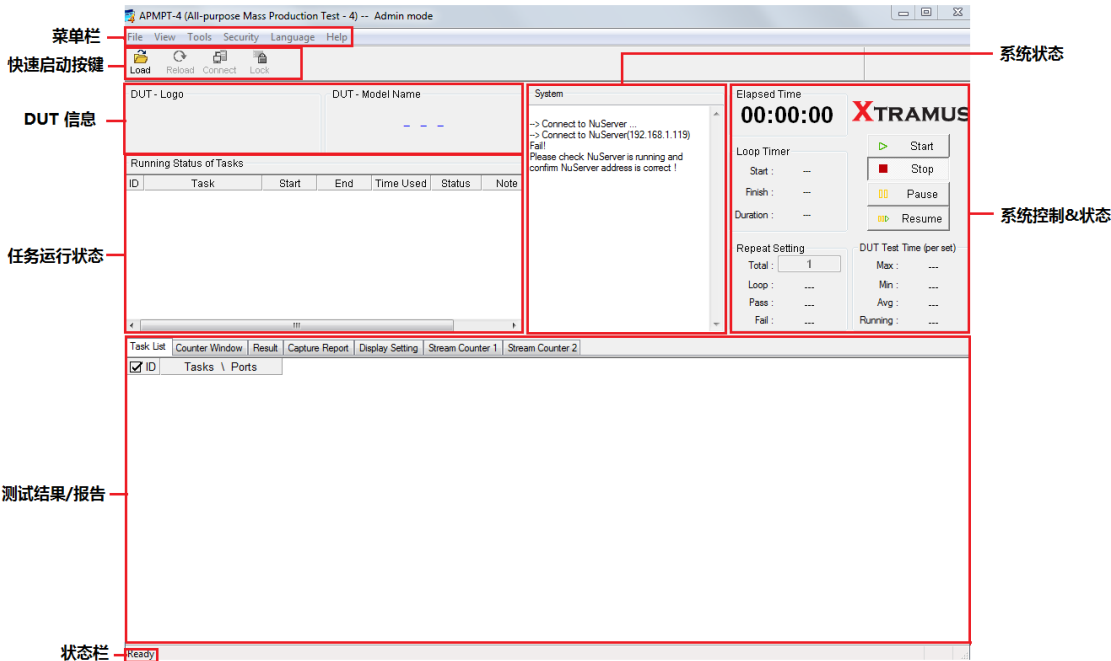 APMPT-4 (All-purpose Mass Production Test - 4) -- Admin mode
菜单栏
File View Tools Security Language Help
快速启动按键
Load Reload Connect Lock
系统状态
DUT 信息
DUT - Logo
DUT - Model Name
- - -
System
--> Connect to NuServer ...
--> Connect to NuServer(192.168.1.119)
Fail!
Please check NuServer is running and
confirm NuServer address is correct !
Elapsed Time
00:00:00
XTRAMUS
Loop Timer
Start : ---
Finish : ---
Duration : ---
Start
Stop
Pause
Resume
系统控制&状态
Repeat Setting
Total : 1
Loop : ---
Pass : ---
Fail : ---
DUT Test Time (per set)
Max : ---
Min : ---
Avg : ---
Running : ---
任务运行状态
Running Status of Tasks
ID Task Start End Time Used Status Note
测试结果/报告
Task List Counter Window Result Capture Report Display Setting Stream Counter 1 Stream Counter 2
ID Tasks \ Ports
状态栏
Ready